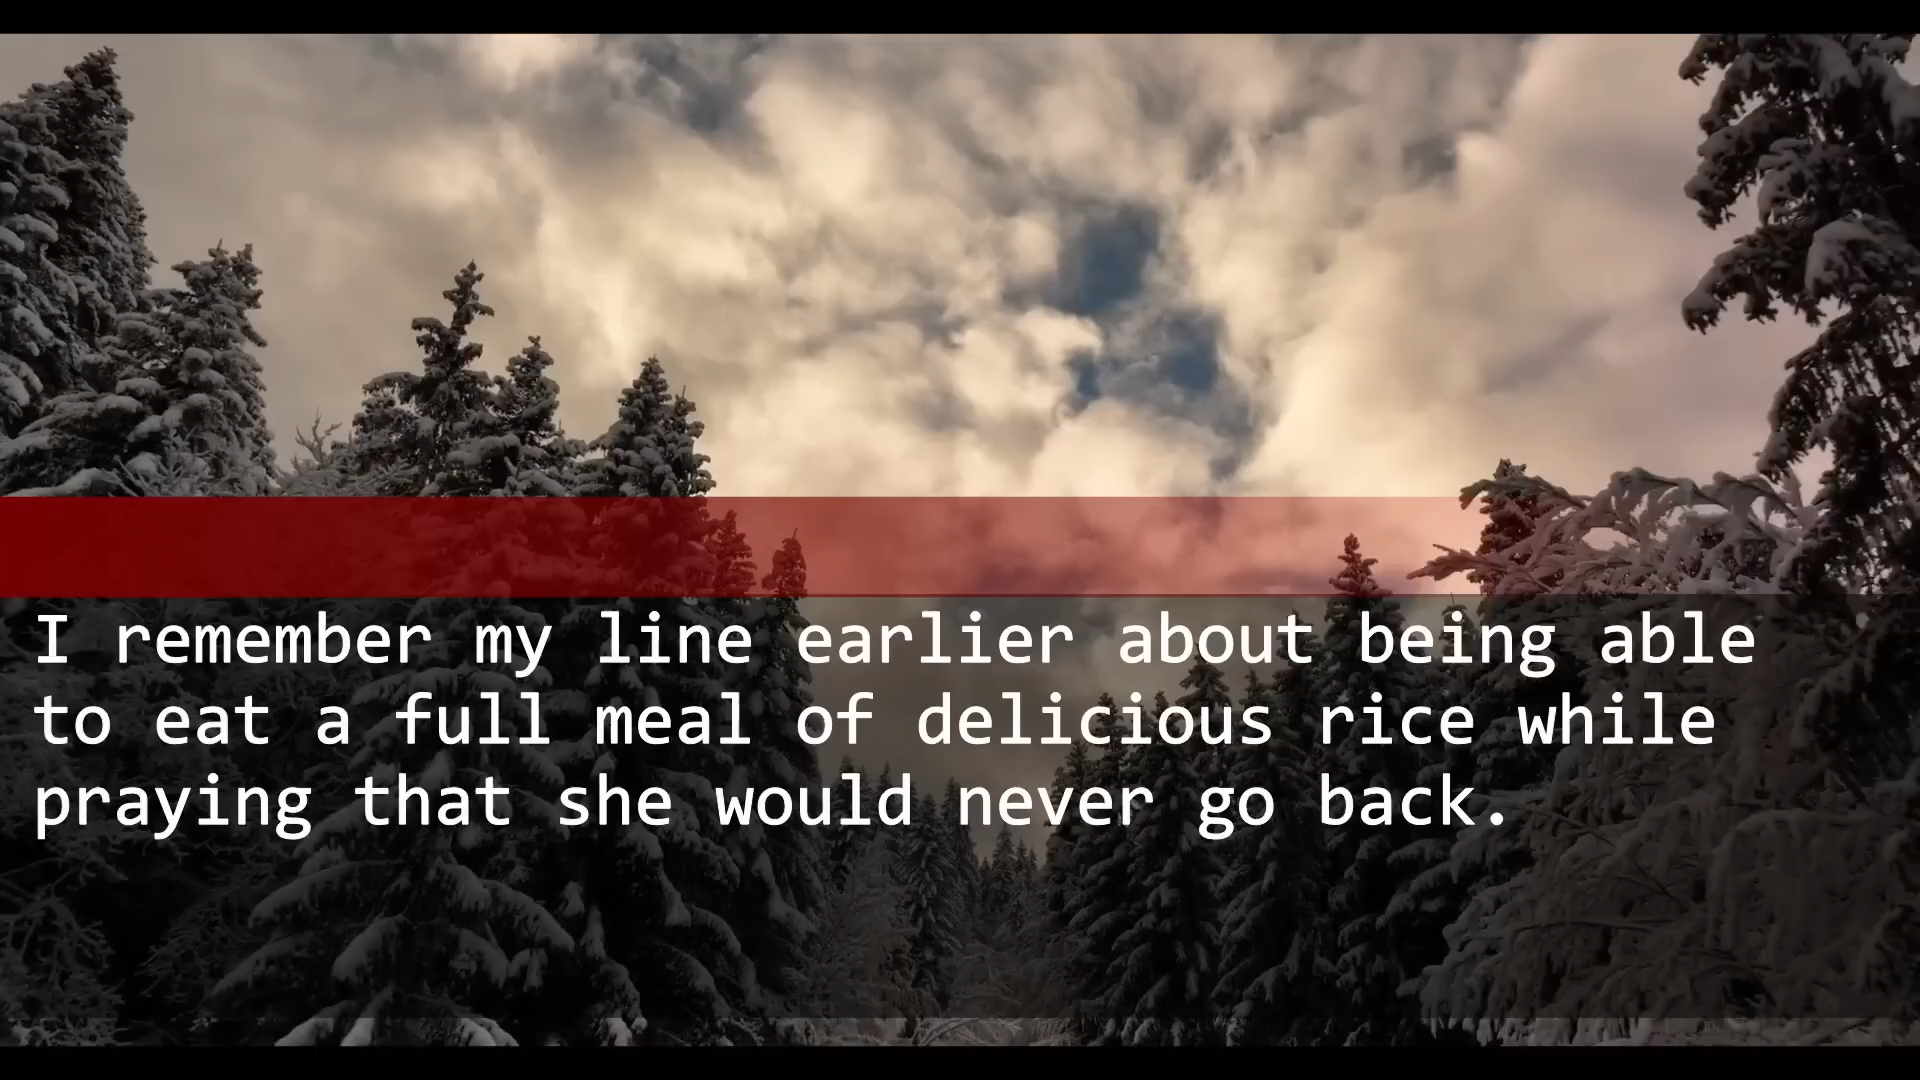 I remember my line earlier about being able
to eat a full meal of delicious rice while
praying that she would never go back.